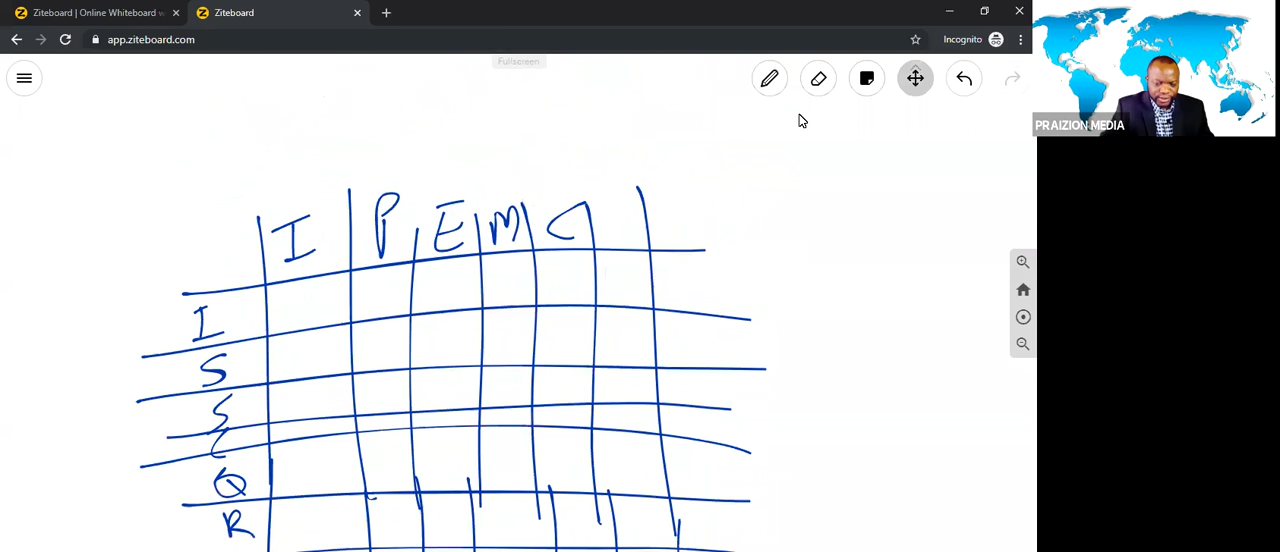 Ziteboard | Online Whiteboard w
Ziteboard
app.ziteboard.com
Incognito
Fullscreen
PRAIZION MEDIA
I P E M C
I
S
S
C
Q
R